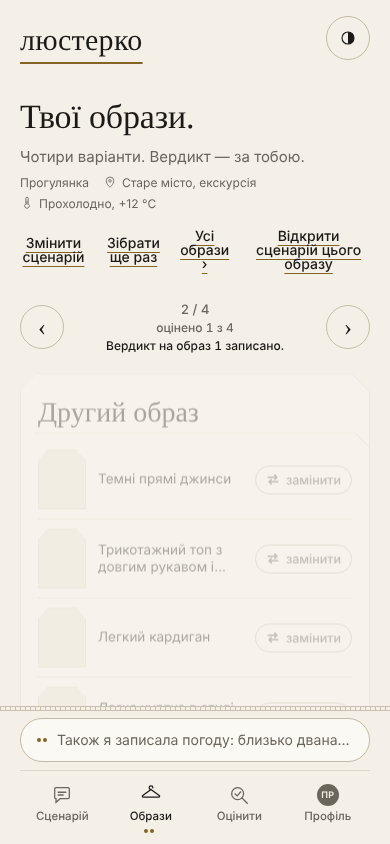 люстерко
Твої образи.
Чотири варіанти. Вердикт — за тобою.
Прогулянка Старе місто, екскурсія
Прохолодно, +12 °C
Змінити
сценарій
Зібрати
ще раз
Усі
образи
›
Відкрити
сценарій цього
образу
‹
2 / 4
оцінено 1 з 4
Вердикт на образ 1 записано.
›
Другий образ
Темні прямі джинси
замінити
Трикотажний топ з
довгим рукавом і...
замінити
Легкий кардиган
замінити
Також я записала погоду: близько двана...
Сценарій
Образи
Оцінити
ПР
Профіль